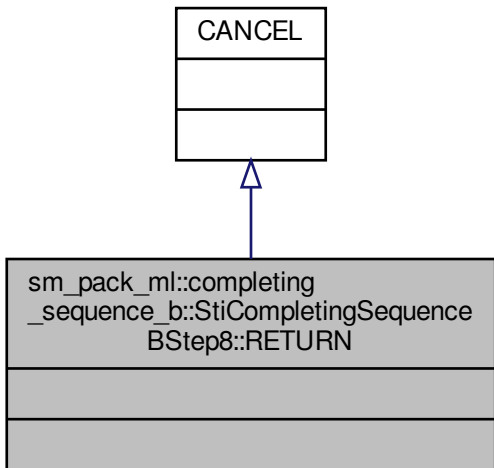 CANCEL
sm_pack_ml::completing
_sequence_b::StiCompletingSequence
BStep8::RETURN